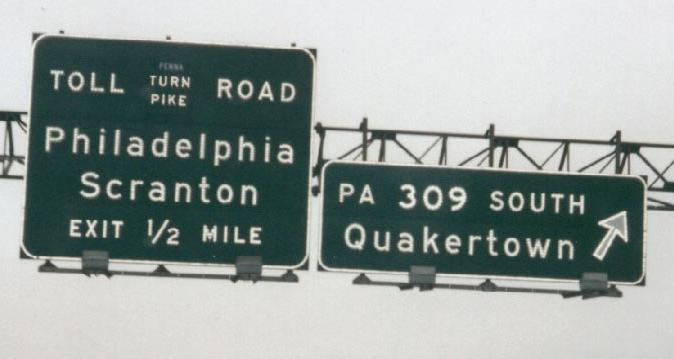 PENNA
TOLL TURN PIKE ROAD
Philadelphia
Scranton
EXIT 1/2 MILE
PA 309 SOUTH
Quakertown